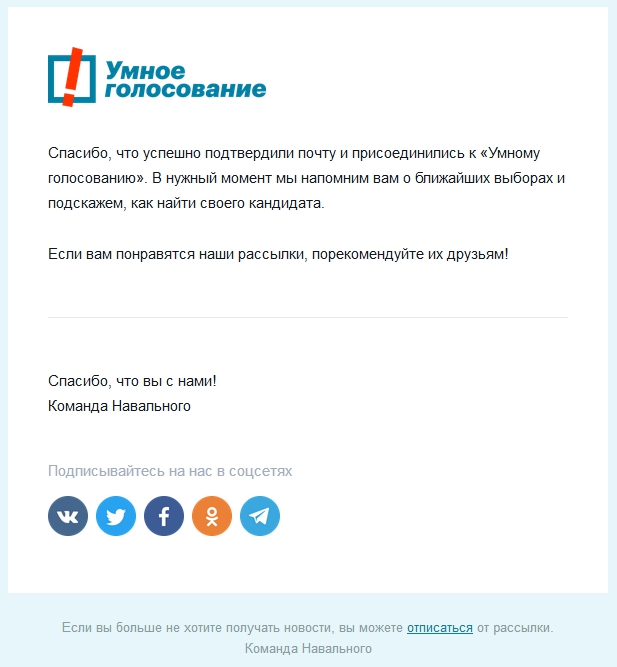 Умное
голосование
Спасибо, что успешно подтвердили почту и присоединились к «Умному
голосованию». В нужный момент мы напомним вам о ближайших выборах и
подскажем, как найти своего кандидата.
Если вам понравятся наши рассылки, порекомендуйте их друзьям!
Спасибо, что вы с нами!
Команда Навального
Подписывайтесь на нас в соцсетях
Если вы больше не хотите получать новости, вы можете отписаться от рассылки.
Команда Навального